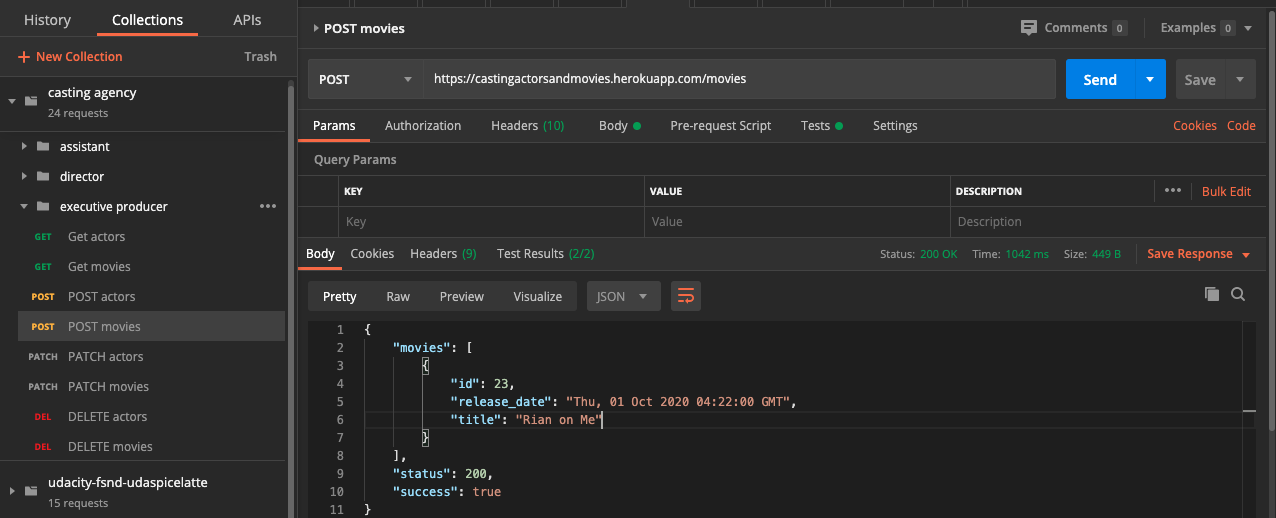 History Collections APIs
+ New Collection Trash
casting agency
24 requests
assistant
director
executive producer
GET Get actors
GET Get movies
POST POST actors
POST POST movies
PATCH PATCH actors
PATCH PATCH movies
DEL DELETE actors
DEL DELETE movies
udacity-fsnd-udaspicelatte
15 requests
POST movies Comments 0 Examples 0
POST https://castingactorsandmovies.herokuapp.com/movies Send Save
Params Authorization Headers (10) Body Pre-request Script Tests Settings Cookies Code
Query Params
KEY VALUE DESCRIPTION Bulk Edit
Key Value Description
Body Cookies Headers (9) Test Results (2/2) Status: 200 OK Time: 1042 ms Size: 449 B Save Response
Pretty Raw Preview Visualize JSON
1 {
2 "movies": [
3 {
4 "id": 23,
5 "release_date": "Thu, 01 Oct 2020 04:22:00 GMT",
6 "title": "Rian on Me"
7 }
8 ],
9 "status": 200,
10 "success": true
11 }